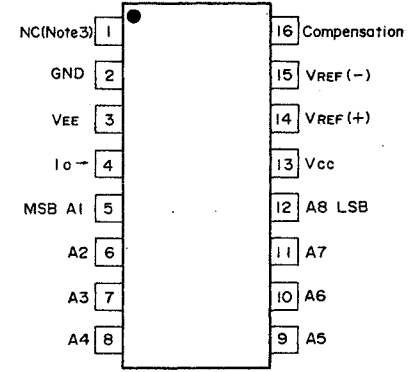 NC(Note3) 1 16 Compensation
GND 2 15 VREF (-)
VEE 3 14 VREF (+)
Io→ 4 13 Vcc
MSB A1 5 12 A8 LSB
A2 6 11 A7
A3 7 10 A6
A4 8 9 A5